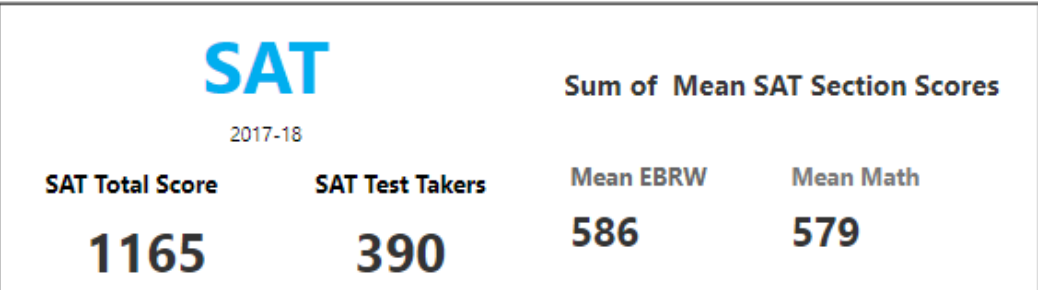 SAT
2017-18
SAT Total Score SAT Test Takers
1165 390
Sum of Mean SAT Section Scores
Mean EBRW Mean Math
586 579